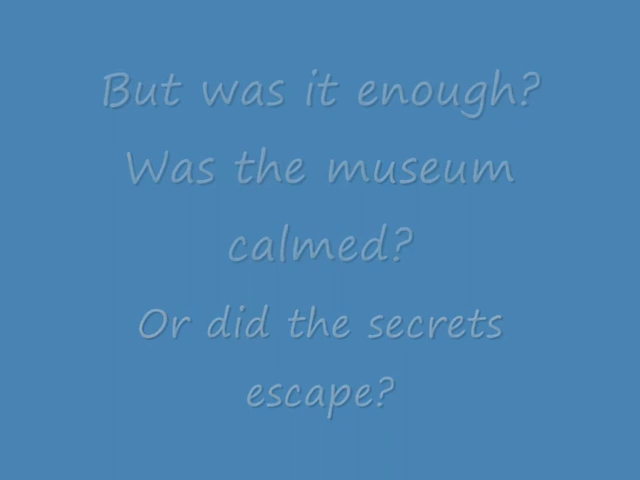 But was it enough?
Was the museum
calmed?
Or did the secrets
escape?